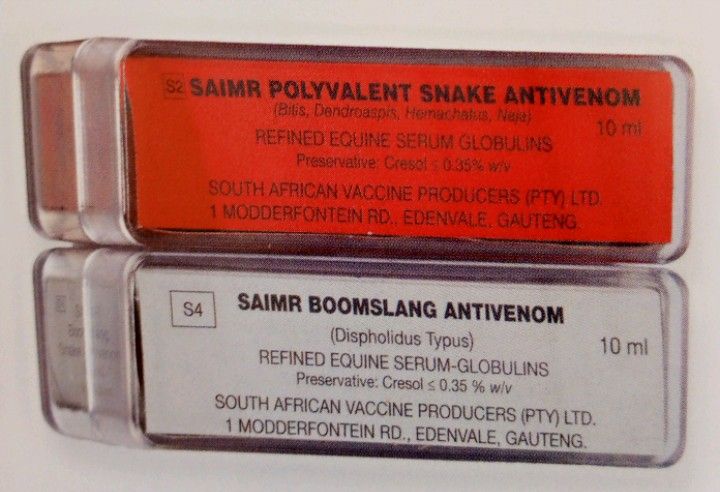 S2 SAIMR POLYVALENT SNAKE ANTIVENOM
(Bitis, Dendroaspis, Hemachatus, Naja)
10 ml
REFINED EQUINE SERUM GLOBULINS
Preservative: Cresol ≤ 0.35% w/v
SOUTH AFRICAN VACCINE PRODUCERS (PTY) LTD.
1 MODDERFONTEIN RD., EDENVALE, GAUTENG.
S4 SAIMR BOOMSLANG ANTIVENOM
(Dispholidus Typus)
10 ml
REFINED EQUINE SERUM-GLOBULINS
Preservative: Cresol ≤ 0.35 % w/v
SOUTH AFRICAN VACCINE PRODUCERS (PTY) LTD.
1 MODDERFONTEIN RD., EDENVALE, GAUTENG.